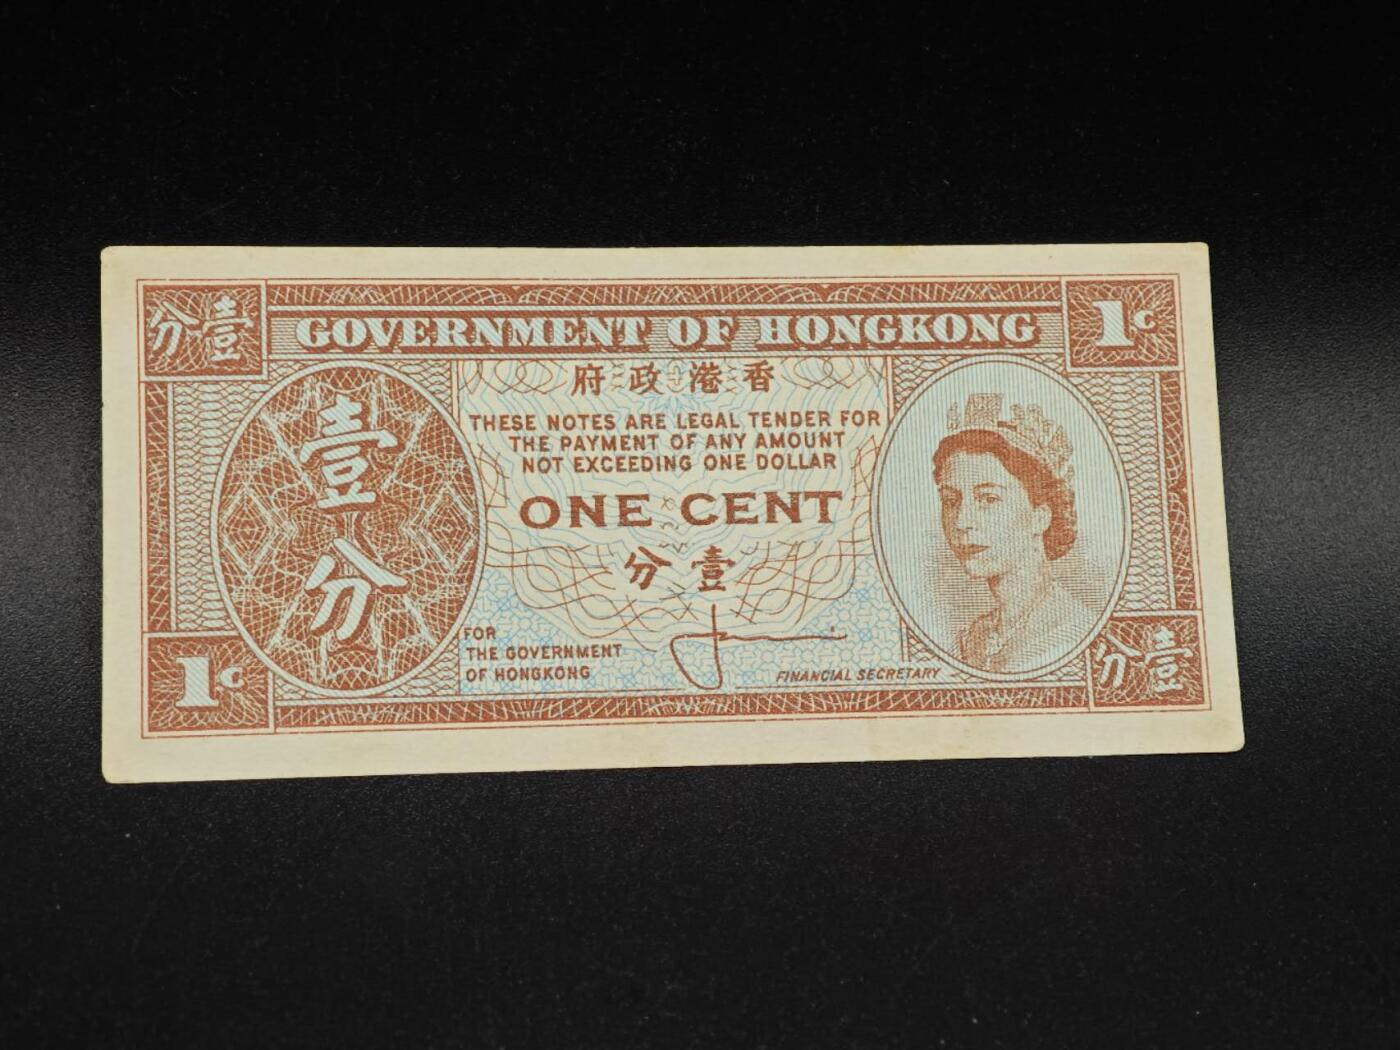 分壹
GOVERNMENT OF HONGKONG
1c
府政港香
壹分
THESE NOTES ARE LEGAL TENDER FOR
THE PAYMENT OF ANY AMOUNT
NOT EXCEEDING ONE DOLLAR
ONE CENT
分壹
FOR
THE GOVERNMENT
OF HONGKONG
FINANCIAL SECRETARY
1c
分壹